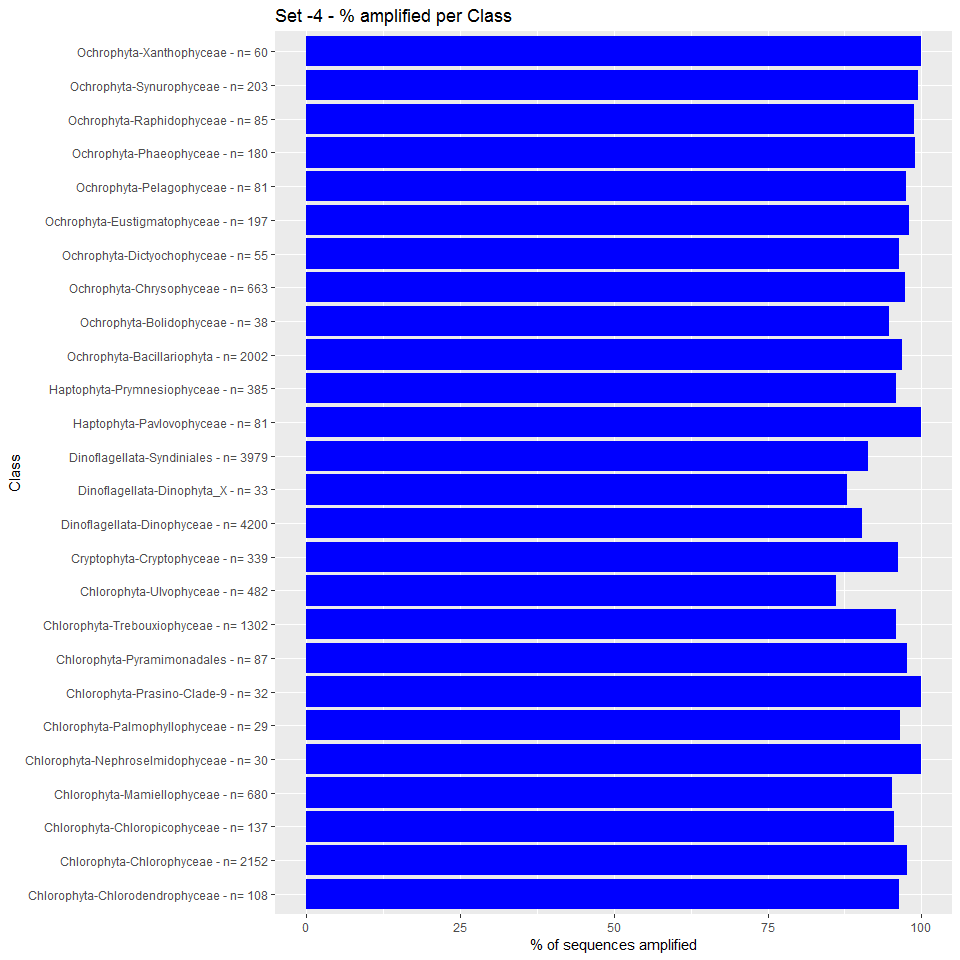 Set -4 - % amplified per Class
Ochrophyta-Xanthophyceae - n= 60
Ochrophyta-Synurophyceae - n= 203
Ochrophyta-Raphidophyceae - n= 85
Ochrophyta-Phaeophyceae - n= 180
Ochrophyta-Pelagophyceae - n= 81
Ochrophyta-Eustigmatophyceae - n= 197
Ochrophyta-Dictyochophyceae - n= 55
Ochrophyta-Chrysophyceae - n= 663
Ochrophyta-Bolidophyceae - n= 38
Ochrophyta-Bacillariophyta - n= 2002
Haptophyta-Prymnesiophyceae - n= 385
Haptophyta-Pavlovophyceae - n= 81
Dinoflagellata-Syndiniales - n= 3979
Dinoflagellata-Dinophyta_X - n= 33
Dinoflagellata-Dinophyceae - n= 4200
Cryptophyta-Cryptophyceae - n= 339
Chlorophyta-Ulvophyceae - n= 482
Chlorophyta-Trebouxiophyceae - n= 1302
Chlorophyta-Pyramimonadales - n= 87
Chlorophyta-Prasino-Clade-9 - n= 32
Chlorophyta-Palmophyllophyceae - n= 29
Chlorophyta-Nephroselmidophyceae - n= 30
Chlorophyta-Mamiellophyceae - n= 680
Chlorophyta-Chloropicophyceae - n= 137
Chlorophyta-Chlorophyceae - n= 2152
Chlorophyta-Chlorodendrophyceae - n= 108
Class
0 25 50 75 100
% of sequences amplified